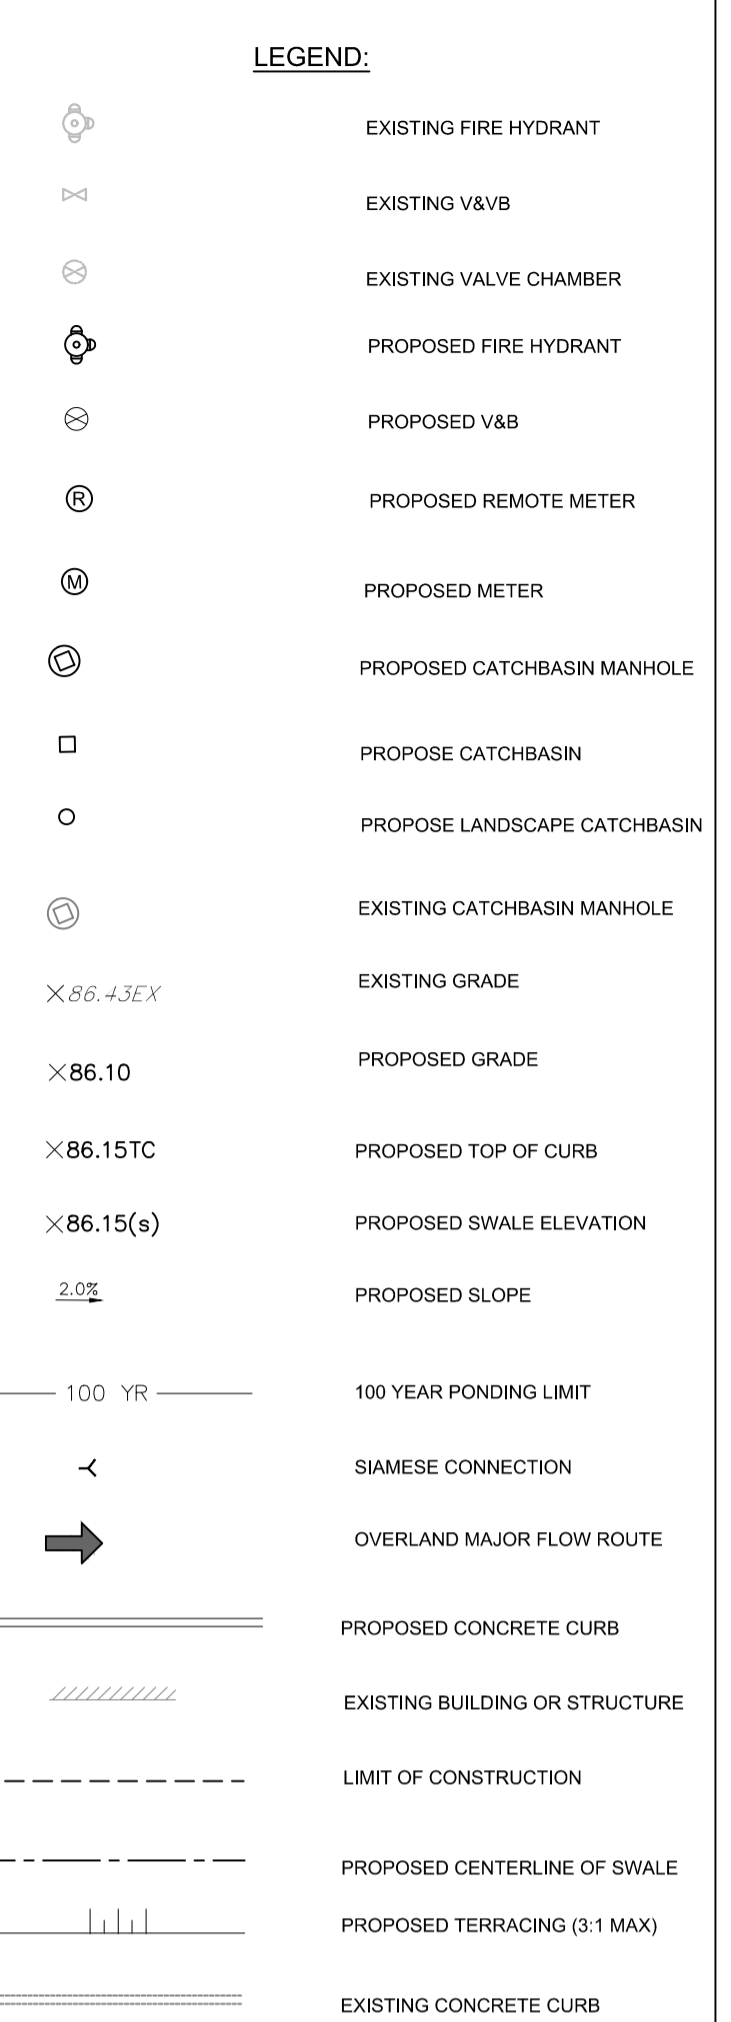 LEGEND:
EXISTING FIRE HYDRANT
EXISTING V&VB
EXISTING VALVE CHAMBER
PROPOSED FIRE HYDRANT
PROPOSED V&B
R PROPOSED REMOTE METER
M PROPOSED METER
PROPOSED CATCHBASIN MANHOLE
PROPOSE CATCHBASIN
PROPOSE LANDSCAPE CATCHBASIN
EXISTING CATCHBASIN MANHOLE
×86.43EX EXISTING GRADE
×86.10 PROPOSED GRADE
×86.15TC PROPOSED TOP OF CURB
×86.15(s) PROPOSED SWALE ELEVATION
2.0% PROPOSED SLOPE
100 YR 100 YEAR PONDING LIMIT
SIAMESE CONNECTION
OVERLAND MAJOR FLOW ROUTE
PROPOSED CONCRETE CURB
EXISTING BUILDING OR STRUCTURE
LIMIT OF CONSTRUCTION
PROPOSED CENTERLINE OF SWALE
PROPOSED TERRACING (3:1 MAX)
EXISTING CONCRETE CURB